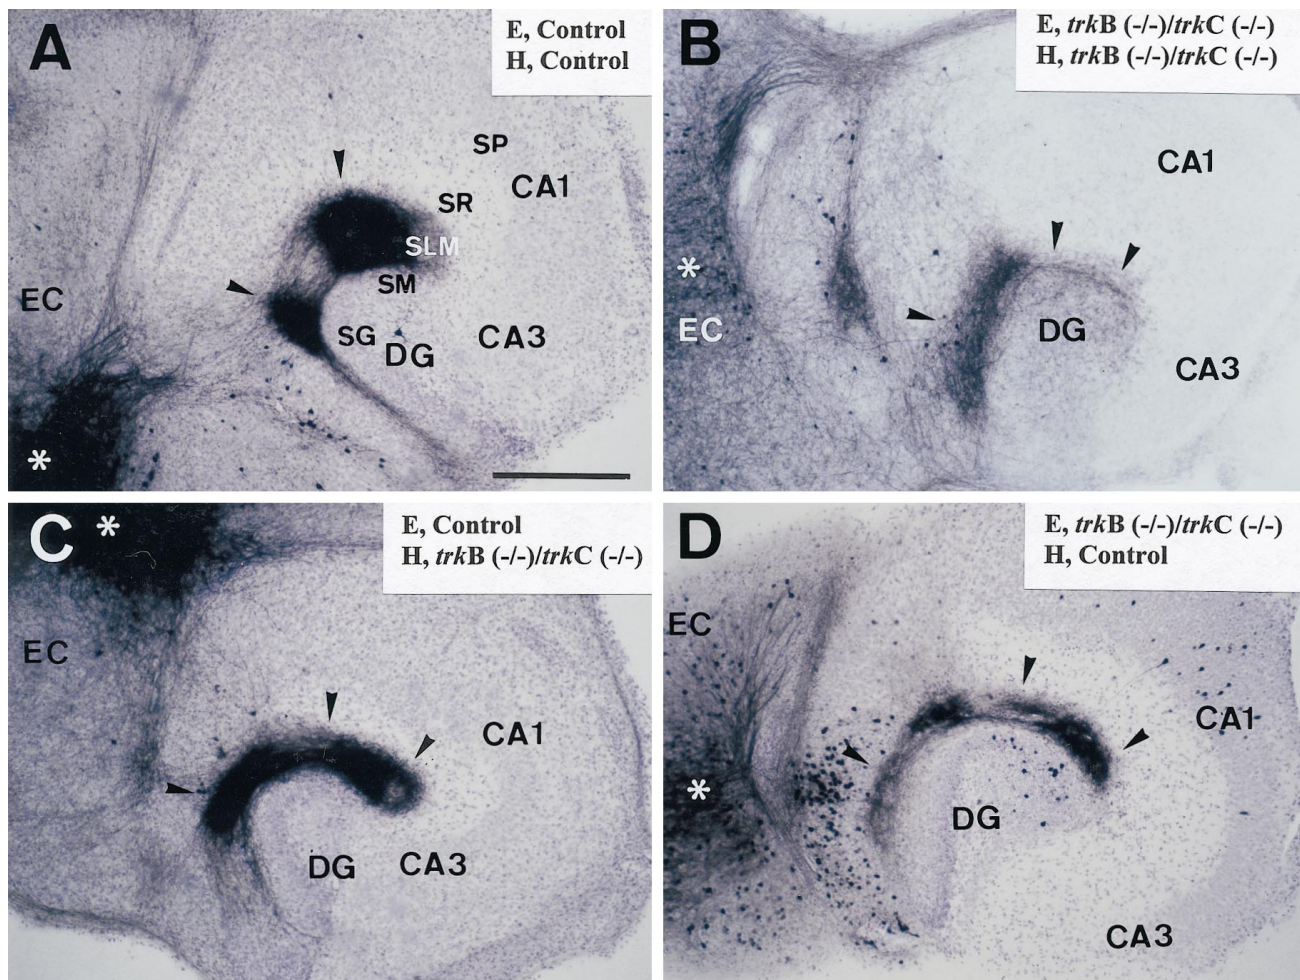 A
E, Control
H, Control
SP
CA1
SR
SLM
SM
EC
SG
DG
CA3
*
B
E, trkB (-/-)/trkC (-/-)
H, trkB (-/-)/trkC (-/-)
CA1
*
EC
DG
CA3
C
*
E, Control
H, trkB (-/-)/trkC (-/-)
EC
CA1
DG
CA3
D
E, trkB (-/-)/trkC (-/-)
H, Control
EC
CA1
*
DG
CA3